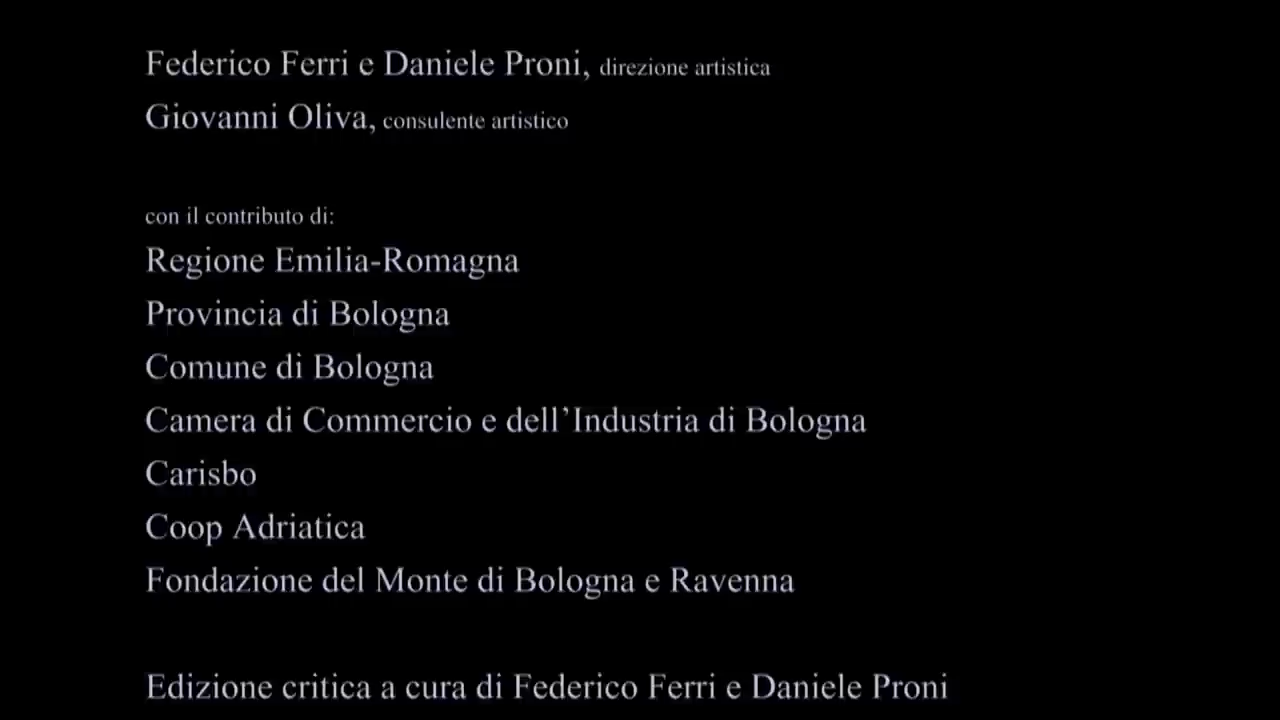 Federico Ferri e Daniele Proni, direzione artistica
Giovanni Oliva, consulente artistico
con il contributo di:
Regione Emilia-Romagna
Provincia di Bologna
Comune di Bologna
Camera di Commercio e dell’Industria di Bologna
Carisbo
Coop Adriatica
Fondazione del Monte di Bologna e Ravenna
Edizione critica a cura di Federico Ferri e Daniele Proni